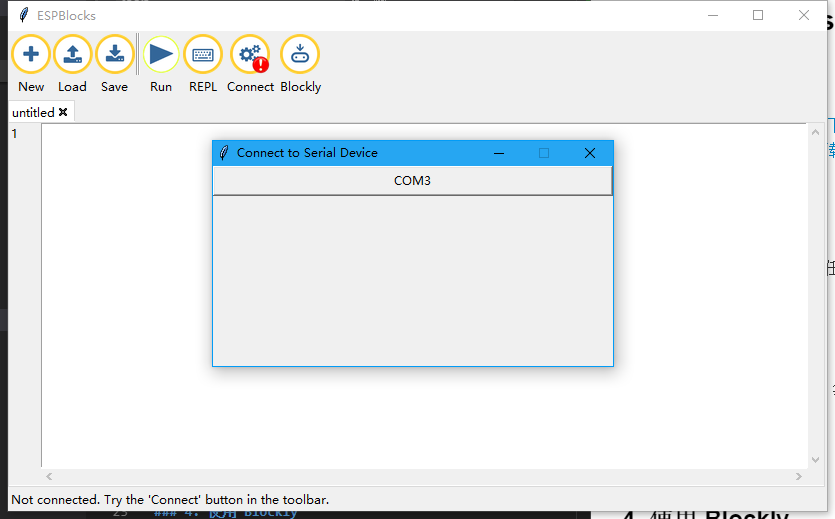 ESPBlocks
New Load Save Run REPL Connect Blockly
untitled
1
Connect to Serial Device
COM3
Not connected. Try the 'Connect' button in the toolbar.
25 ### 4. 使用 Blockly
4. 使用 Blockly